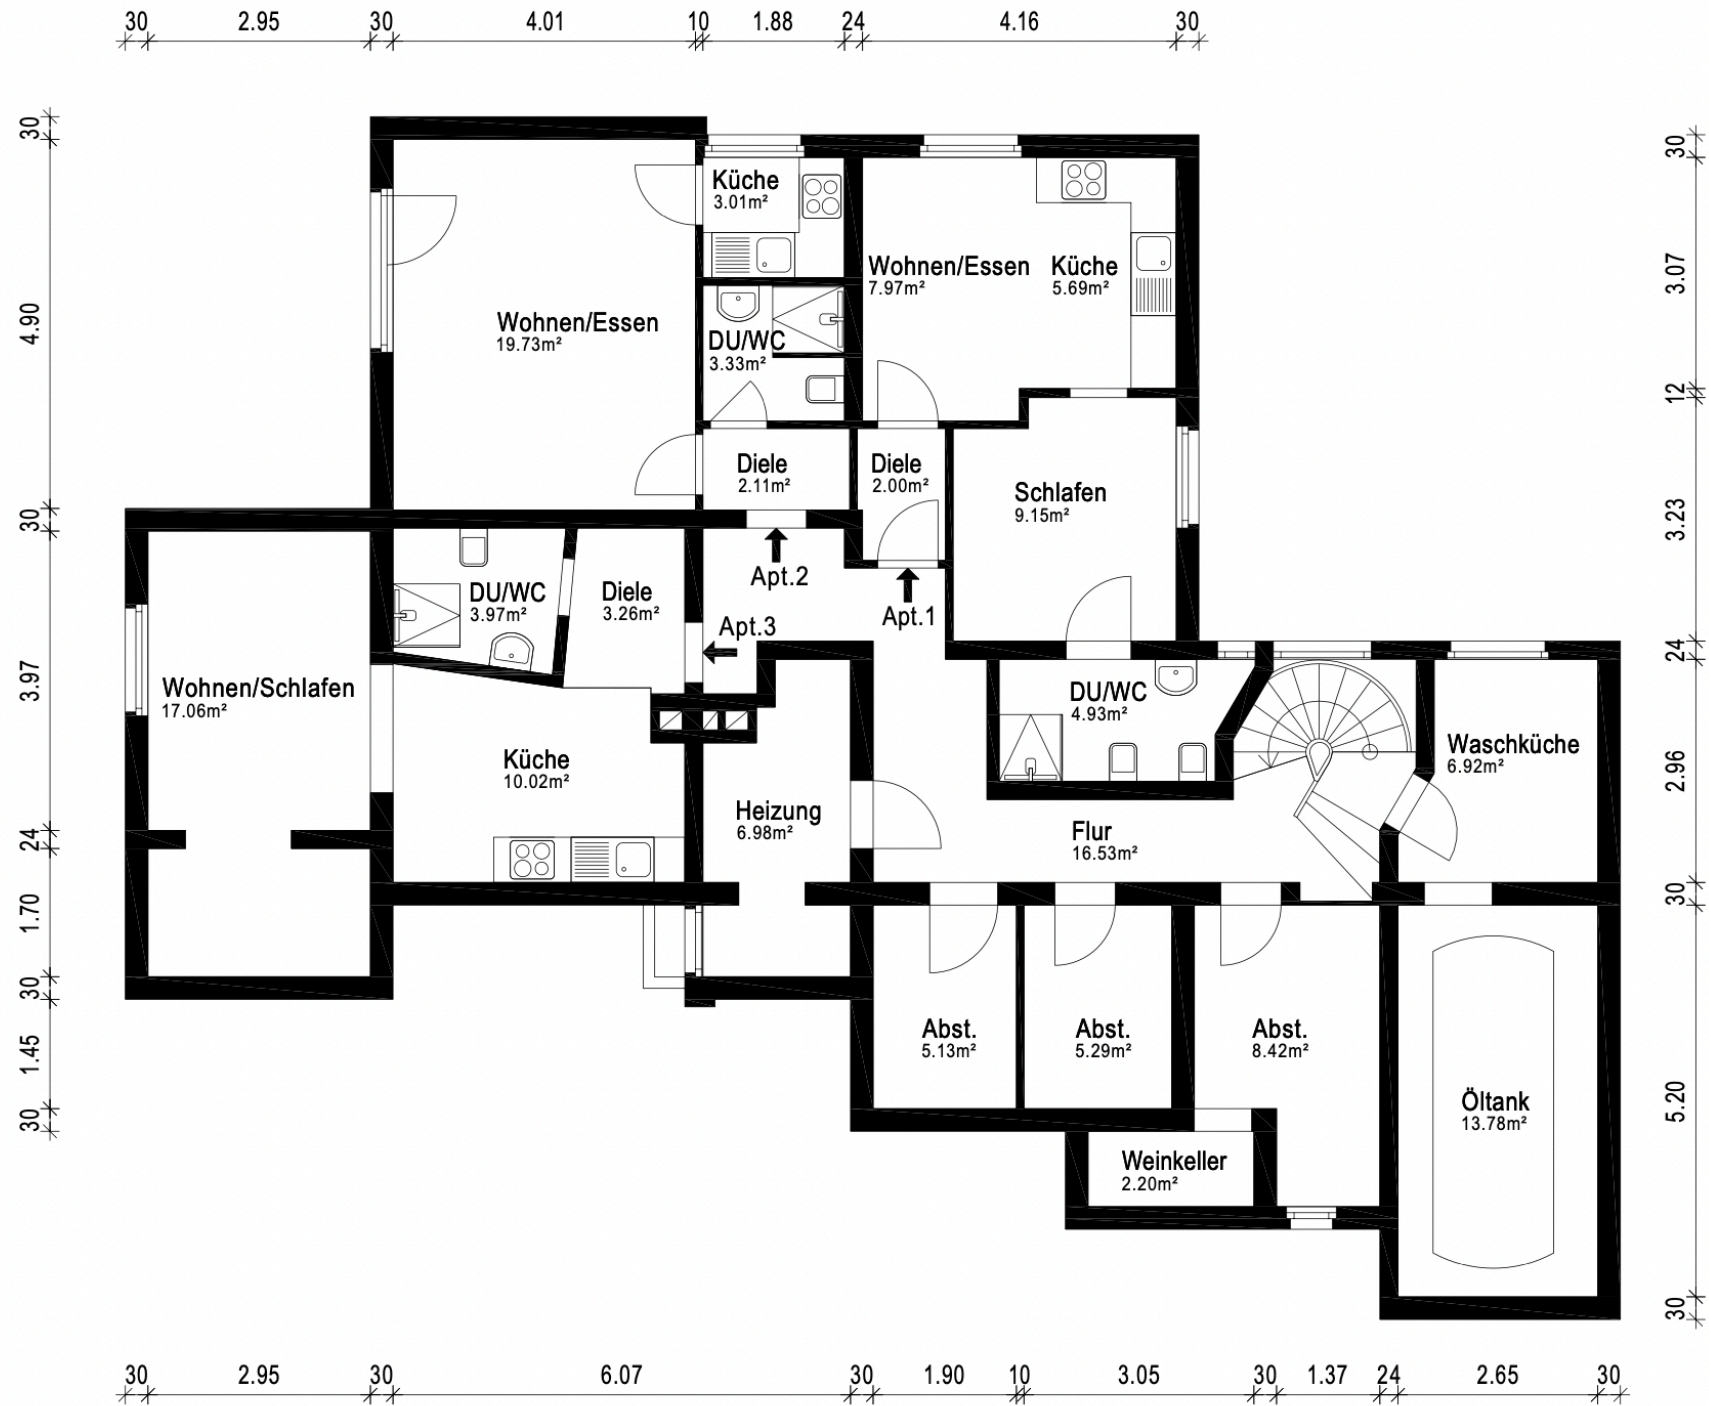 30 2.95 30 4.01 10 1.88 24 4.16 30
30
4.90
30
3.97
24
1.70
30
1.45
30
Küche
3.01m²
Wohnen/Essen
7.97m²
Küche
5.69m²
Wohnen/Essen
19.73m²
DU/WC
3.33m²
Diele
2.11m²
Diele
2.00m²
Schlafen
9.15m²
Apt.2
Apt.1
Apt.3
DU/WC
3.97m²
Diele
3.26m²
Wohnen/Schlafen
17.06m²
DU/WC
4.93m²
Küche
10.02m²
Waschküche
6.92m²
Heizung
6.98m²
Flur
16.53m²
Abst.
5.13m²
Abst.
5.29m²
Abst.
8.42m²
Öltank
13.78m²
Weinkeller
2.20m²
30
3.07
12
3.23
24
2.96
30
5.20
30
30 2.95 30 6.07 30 1.90 10 3.05 30 1.37 24 2.65 30